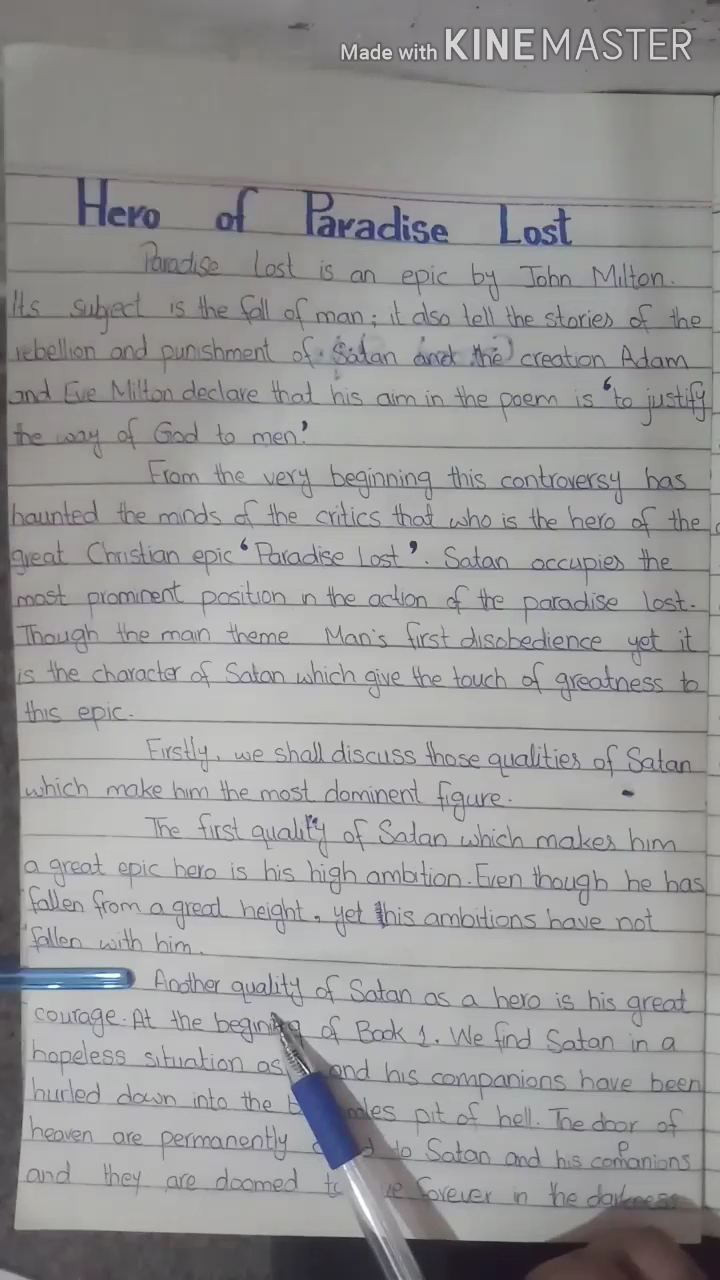 Made with KINEMASTER
Hero of Paradise Lost
Paradise lost is an epic by John Milton.
Its subject is the fall of man; it also tell the stories of the
rebellion and punishment of Satan and the creation Adam
and Eve Milton declare that his aim in the poem is ‘to justify
the way of God to men’
From the very beginning this controversy has
haunted the minds of the critics that who is the hero of the
great Christian epic ‘Paradise Lost’. Satan occupies the
most prominent position in the action of the paradise lost.
Though the main theme Man's first disobedience yet it
is the character of Satan which give the touch of greatness to
this epic.
Firstly, we shall discuss those qualities of Satan
which make him the most dominent figure.
The first quality of Satan which makes him
a great epic hero is his high ambition. Even though he has
fallen from a great height, yet his ambitions have not
fallen with him.
Another quality of Satan as a hero is his great
courage. At the of Book 1. We find Satan in a
hopeless situation as and his companions have been
hurled down into the pit of hell. The door of
heaven are permanently to Satan and his companions
and they are doomed forever in the darkness